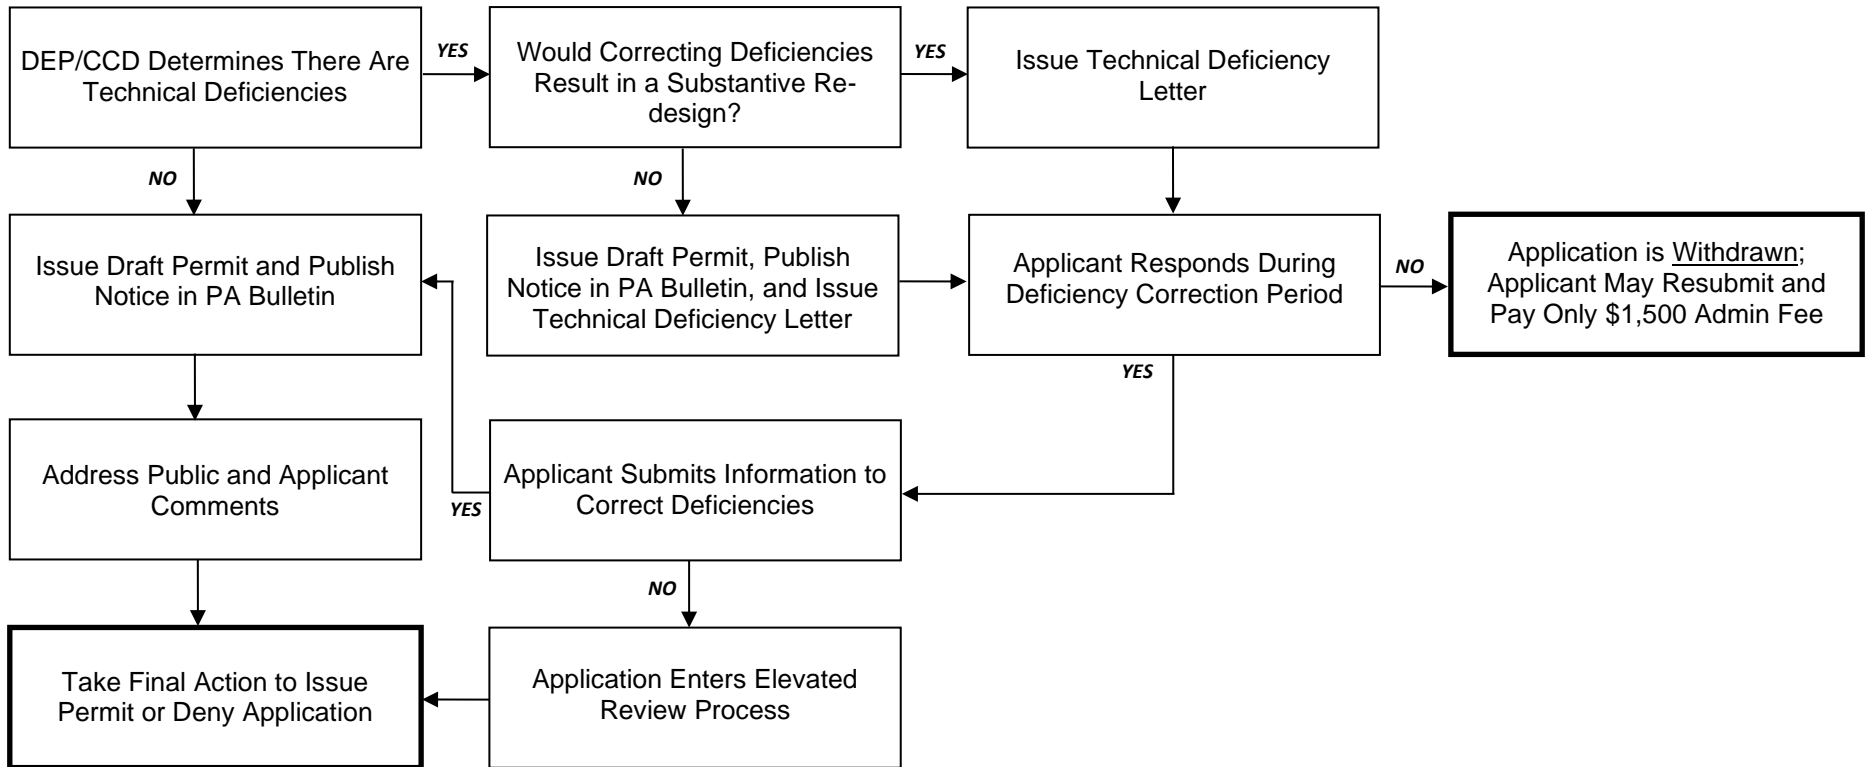 DEP/CCD Determines There Are
Technical Deficiencies
YES
Would Correcting Deficiencies
Result in a Substantive Re-
design?
YES
Issue Technical Deficiency
Letter
NO
NO
Issue Draft Permit and Publish
Notice in PA Bulletin
Issue Draft Permit, Publish
Notice in PA Bulletin, and Issue
Technical Deficiency Letter
Applicant Responds During
Deficiency Correction Period
NO
Application is Withdrawn;
Applicant May Resubmit and
Pay Only $1,500 Admin Fee
YES
Address Public and Applicant
Comments
YES
Applicant Submits Information to
Correct Deficiencies
NO
Take Final Action to Issue
Permit or Deny Application
Application Enters Elevated
Review Process